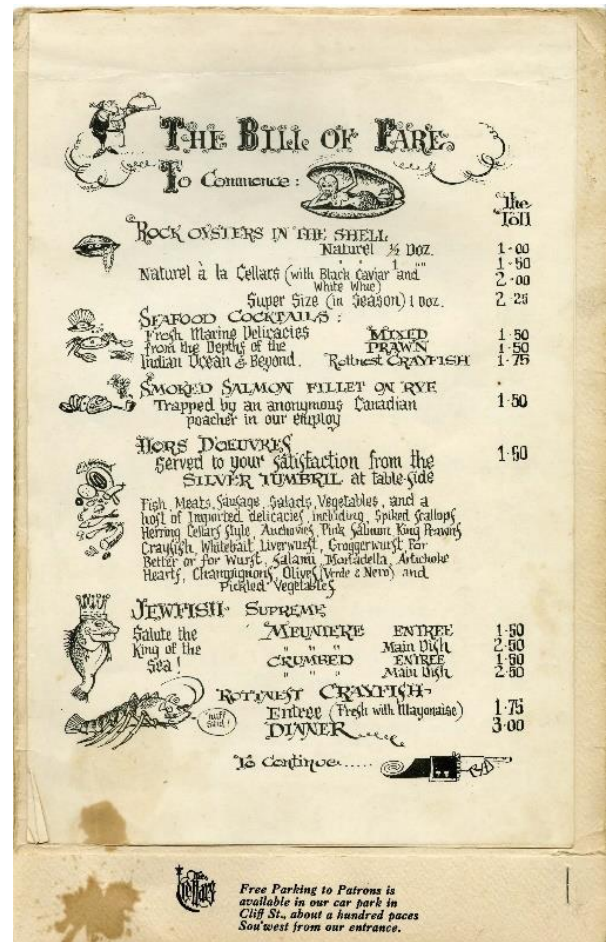 THE BILL OF FARE
To Commence:
The Toll
ROCK OYSTERS IN THE SHELL
Naturel ½ Doz. 1·00
" " 1 " 1·50
Naturel à la Cellars (with Black Caviar and White Wine) 2·00
Super Size (in Season) 1 Doz. 2·25
SEAFOOD COCKTAILS:
Fresh Marine Delicacies MIXED 1·50
from the Depths of the PRAWN 1·50
Indian Ocean & Beyond. Rottnest CRAYFISH 1·75
SMOKED SALMON FILLET ON RYE
Trapped by an anonymous Canadian 1·50
poacher in our employ
HORS D'OEUVRES 1·50
Served to your satisfaction from the
SILVER TUMBRIL at table-side
Fish, Meats, Sausage, Salads, Vegetables, and a
host of Imported delicacies, including, Spiked Scallops,
Herring Cellars Style, Anchovies, Pink Salmon, King Prawns
Crayfish, Whitebait, Liverwurst, Groggerwurst For
Better or for Wurst, Salami, Mortadella, Artichoke
Hearts, Champignons, Olives (Verde & Nero) and
Pickled Vegetables
JEWFISH SUPREME
Salute the MEUNIERE ENTREE 1·50
King of the " " " Main Dish 2·50
Sea! CRUMBED ENTREE 1·50
" " " Main Dish 2·50
ROTTNEST CRAYFISH
Entree (Fresh with Mayonaise) 1·75
nuff said!
DINNER 3·00
To Continue.....
The Cellars
Free Parking to Patrons is
available in our car park in
Cliff St., about a hundred paces
Sou'west from our entrance.